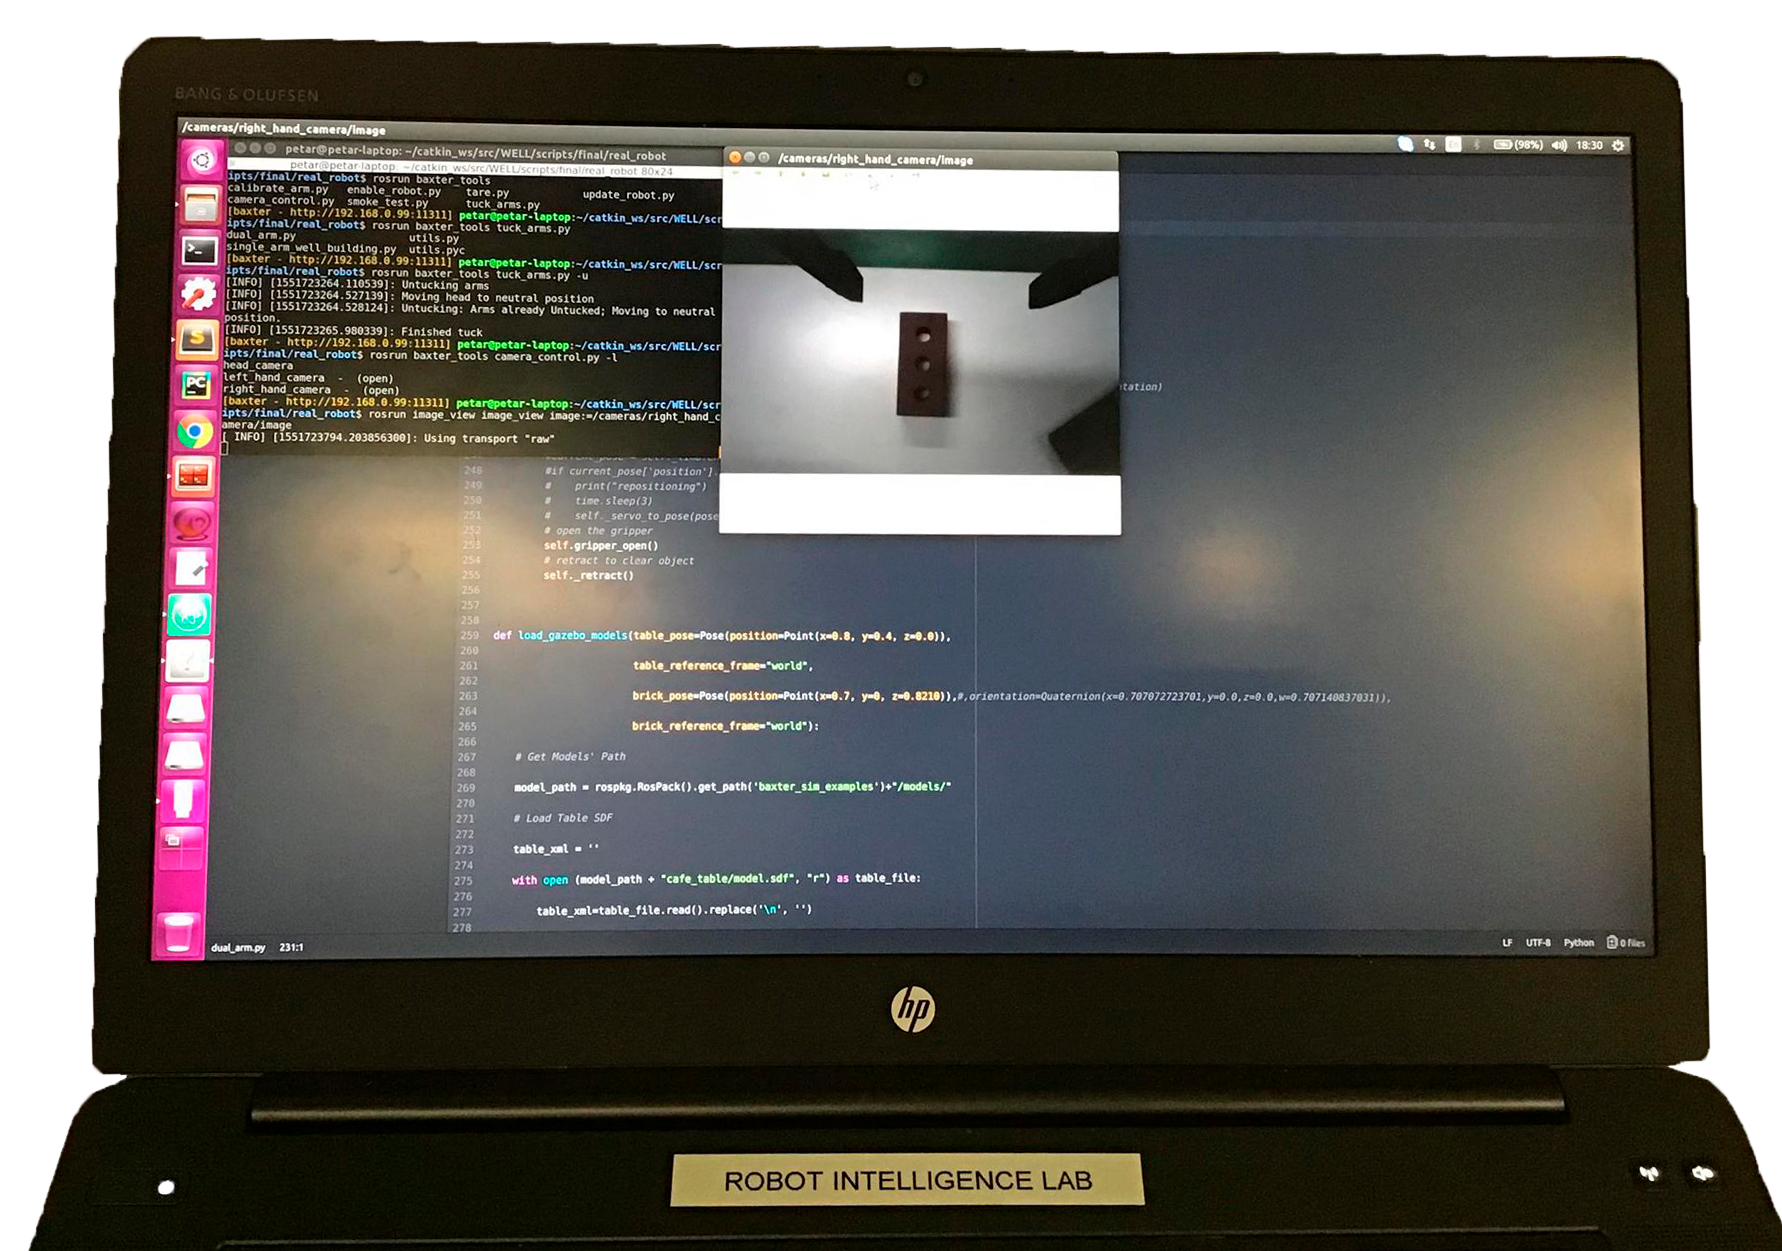 BANG & OLUFSEN
/cameras/right_hand_camera/image
(98%) 18:30
petar@petar-laptop: ~/catkin_ws/src/WELL/scripts/final/real_robot
petar@petar-laptop: ~/catkin_ws/src/WELL/scripts/final/real_robot 80x24
ipts/final/real_robot$ rosrun baxter_tools
calibrate_arm.py enable_robot.py tare.py update_robot.py
camera_control.py smoke_test.py tuck_arms.py
[baxter - http://192.168.0.99:11311] petar@petar-laptop:~/catkin_ws/src/WELL/scr
ipts/final/real_robot$ rosrun baxter_tools tuck_arms.py
dual_arm.py utils.py
single_arm_well_building.py utils.pyc
[baxter - http://192.168.0.99:11311] petar@petar-laptop:~/catkin_ws/src/WELL/scr
ipts/final/real_robot$ rosrun baxter_tools tuck_arms.py -u
[INFO] [1551723264.110539]: Untucking arms
[INFO] [1551723264.527139]: Moving head to neutral position
[INFO] [1551723264.528124]: Untucking: Arms already Untucked; Moving to neutral
position.
[INFO] [1551723265.980339]: Finished tuck
[baxter - http://192.168.0.99:11311] petar@petar-laptop:~/catkin_ws/src/WELL/scr
ipts/final/real_robot$ rosrun baxter_tools camera_control.py -l
head_camera
left_hand_camera - (open)
right_hand_camera - (open)
[baxter - http://192.168.0.99:11311] petar@petar-laptop:~/catkin_ws/src/WELL/scr
ipts/final/real_robot$ rosrun image_view image_view image:=/cameras/right_hand_c
amera/image
[ INFO] [1551723794.203856300]: Using transport "raw"
/cameras/right_hand_camera/image
tation)
248 #if current_pose['position'].
249 # print("repositioning")
250 # time.sleep(3)
251 # self._servo_to_pose(pose
252 # open the gripper
253 self.gripper_open()
254 # retract to clear object
255 self._retract()
256
257
258
259 def load_gazebo_models(table_pose=Pose(position=Point(x=0.8, y=0.4, z=0.0)),
260
261 table_reference_frame="world",
262
263 brick_pose=Pose(position=Point(x=0.7, y=0, z=0.8210)),#,orientation=Quaternion(x=0.707072723701,y=0.0,z=0.0,w=0.707140837031)),
264
265 brick_reference_frame="world"):
266
267 # Get Models' Path
268
269 model_path = rospkg.RosPack().get_path('baxter_sim_examples')+"/models/"
270
271 # Load Table SDF
272
273 table_xml = ''
274
275 with open (model_path + "cafe_table/model.sdf", "r") as table_file:
276
277 table_xml=table_file.read().replace('\n', '')
278
dual_arm.py 231:1 LF UTF-8 Python 0 files
hp
ROBOT INTELLIGENCE LAB